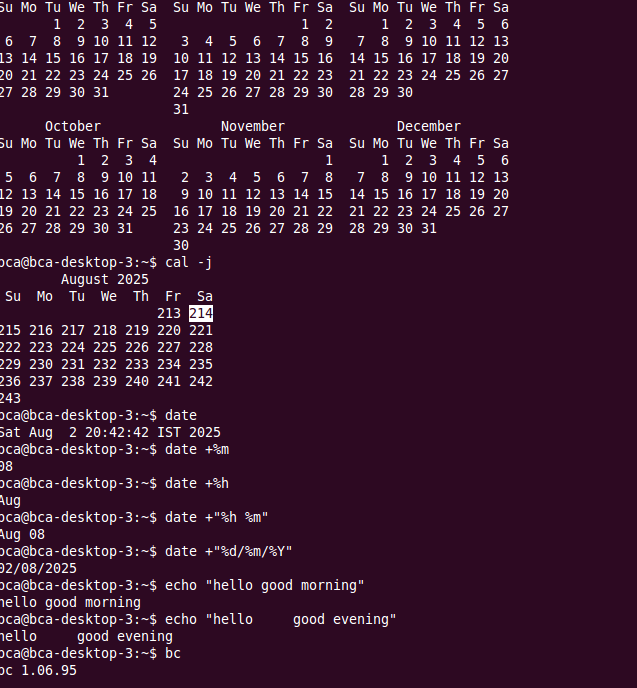 Su Mo Tu We Th Fr Sa  Su Mo Tu We Th Fr Sa  Su Mo Tu We Th Fr Sa
       1  2  3  4  5                  1  2      1  2  3  4  5  6
 6  7  8  9 10 11 12   3  4  5  6  7  8  9   7  8  9 10 11 12 13
13 14 15 16 17 18 19  10 11 12 13 14 15 16  14 15 16 17 18 19 20
20 21 22 23 24 25 26  17 18 19 20 21 22 23  21 22 23 24 25 26 27
27 28 29 30 31        24 25 26 27 28 29 30  28 29 30
                      31
      October               November              December
Su Mo Tu We Th Fr Sa  Su Mo Tu We Th Fr Sa  Su Mo Tu We Th Fr Sa
          1  2  3  4                     1      1  2  3  4  5  6
 5  6  7  8  9 10 11   2  3  4  5  6  7  8   7  8  9 10 11 12 13
12 13 14 15 16 17 18   9 10 11 12 13 14 15  14 15 16 17 18 19 20
19 20 21 22 23 24 25  16 17 18 19 20 21 22  21 22 23 24 25 26 27
26 27 28 29 30 31     23 24 25 26 27 28 29  28 29 30 31
                      30
bca@bca-desktop-3:~$ cal -j
        August 2025
 Su  Mo  Tu  We  Th  Fr  Sa
                    213 214
215 216 217 218 219 220 221
222 223 224 225 226 227 228
229 230 231 232 233 234 235
236 237 238 239 240 241 242
243
bca@bca-desktop-3:~$ date
Sat Aug  2 20:42:42 IST 2025
bca@bca-desktop-3:~$ date +%m
08
bca@bca-desktop-3:~$ date +%h
Aug
bca@bca-desktop-3:~$ date +"%h %m"
Aug 08
bca@bca-desktop-3:~$ date +"%d/%m/%Y"
02/08/2025
bca@bca-desktop-3:~$ echo "hello good morning"
hello good morning
bca@bca-desktop-3:~$ echo "hello     good evening"
hello     good evening
bca@bca-desktop-3:~$ bc
bc 1.06.95